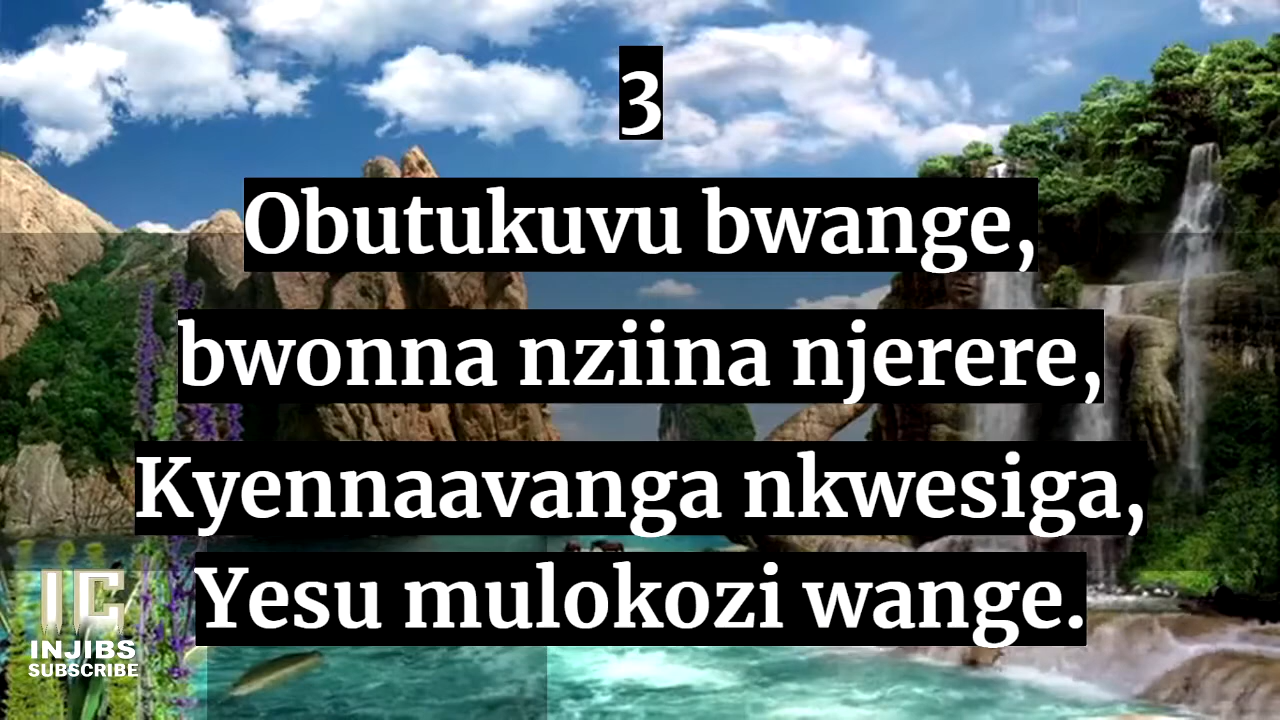 3
Obutukuvu bwange,
bwonna nziina njerere,
Kyennaavanga nkwesiga,
Yesu mulokozi wange.
IC
INJIBS
SUBSCRIBE